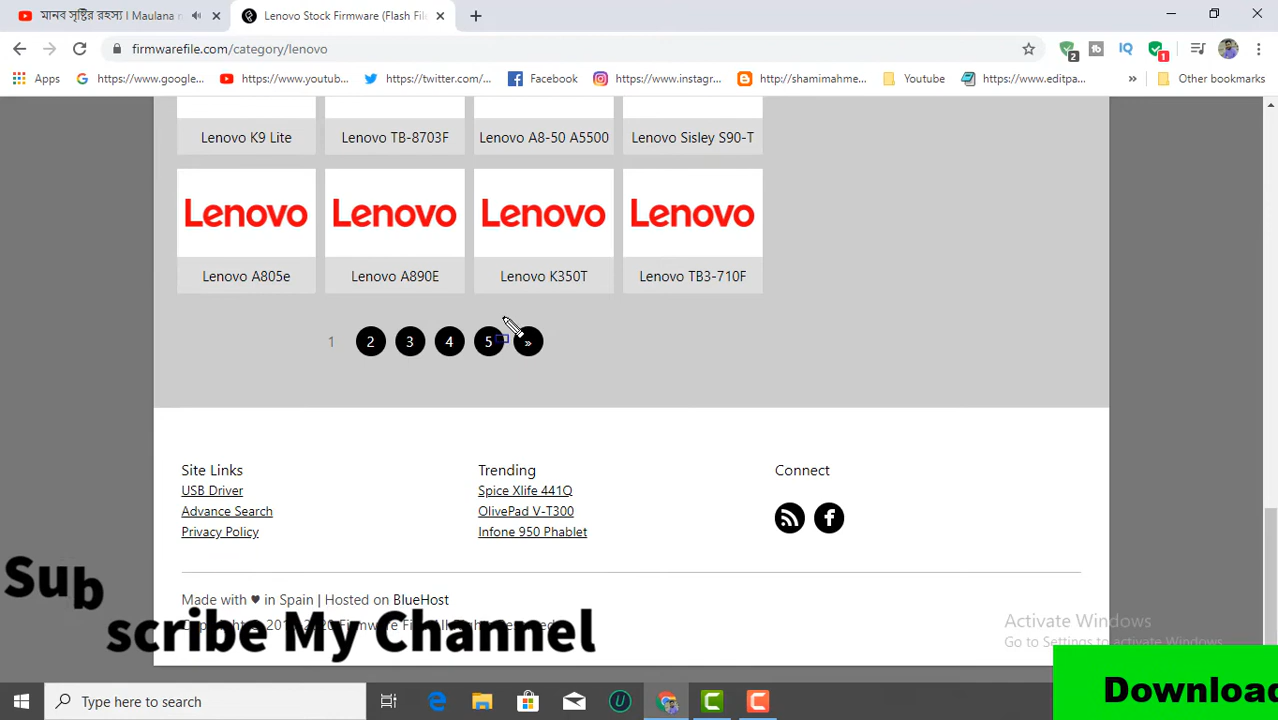 মানব সৃষ্টির রহস্য | Maulana
Lenovo Stock Firmware (Flash File
firmwarefile.com/category/lenovo
2
IQ
1
Apps
https://www.google...
https://www.youtub...
https://twitter.com/...
Facebook
https://www.instagr...
http://shamimahme...
Youtube
https://www.editpa...
»
Other bookmarks
Lenovo K9 Lite
Lenovo TB-8703F
Lenovo A8-50 A5500
Lenovo Sisley S90-T
Lenovo
Lenovo
Lenovo
Lenovo
Lenovo A805e
Lenovo A890E
Lenovo K350T
Lenovo TB3-710F
1 2 3 4 5 »
Site Links
USB Driver
Advance Search
Privacy Policy
Trending
Spice Xlife 441Q
OlivePad V-T300
Infone 950 Phablet
Connect
Made with ♥ in Spain | Hosted on BlueHost
Subscribe My Channel
Activate Windows
Go to Settings to activate Windows.
Download
Type here to search